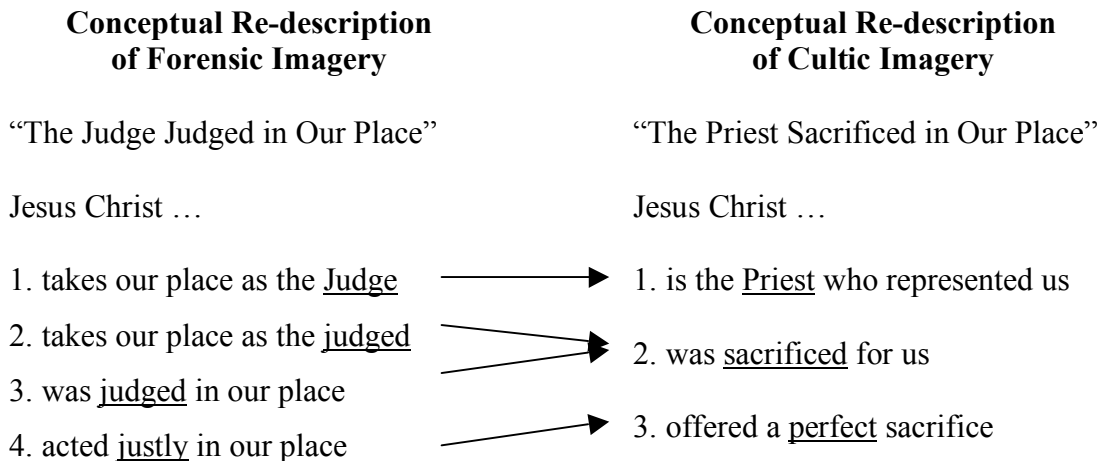 Conceptual Re-description
of Forensic Imagery
“The Judge Judged in Our Place”
Jesus Christ …
1. takes our place as the Judge
2. takes our place as the judged
3. was judged in our place
4. acted justly in our place
Conceptual Re-description
of Cultic Imagery
“The Priest Sacrificed in Our Place”
Jesus Christ …
1. is the Priest who represented us
2. was sacrificed for us
3. offered a perfect sacrifice